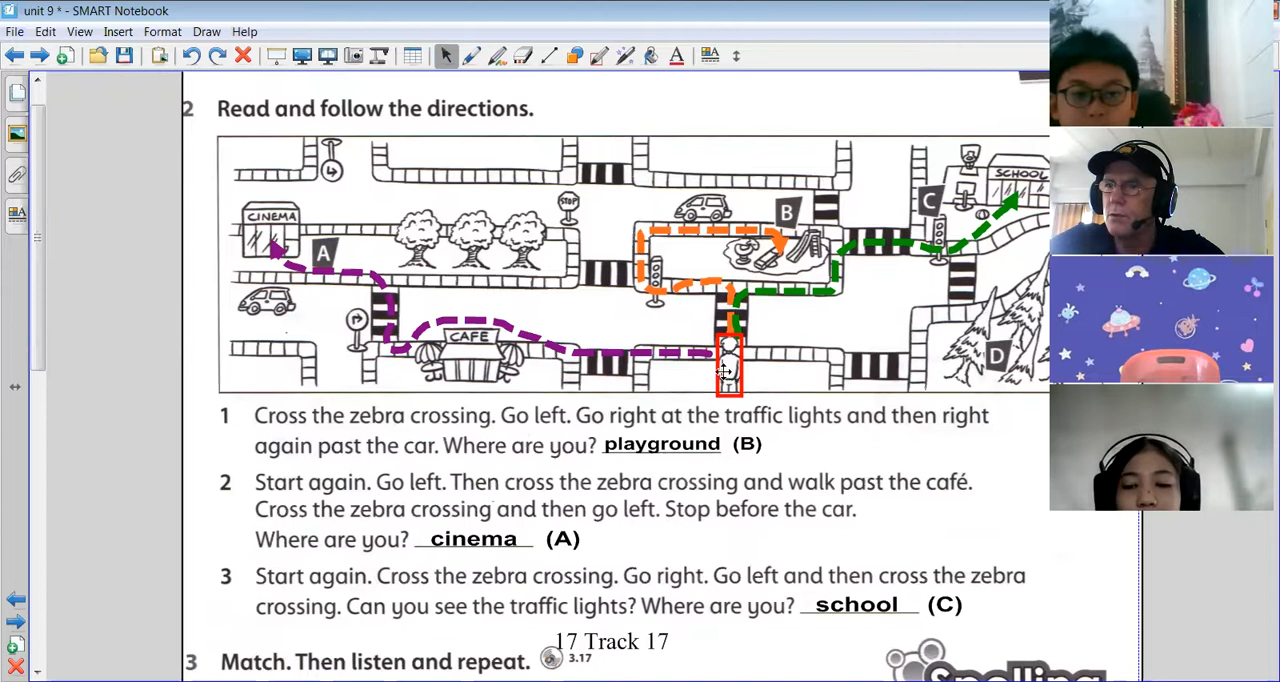 unit 9 * - SMART Notebook
File Edit View Insert Format Draw Help
2 Read and follow the directions.
STOP
SCHOOL
C
B
CINEMA
A
CAFE
D
1 Cross the zebra crossing. Go left. Go right at the traffic lights and then right
again past the car. Where are you? playground (B)
2 Start again. Go left. Then cross the zebra crossing and walk past the café.
Cross the zebra crossing and then go left. Stop before the car.
Where are you? cinema (A)
3 Start again. Cross the zebra crossing. Go right. Go left and then cross the zebra
crossing. Can you see the traffic lights? Where are you? school (C)
17 Track 17
3 Match. Then listen and repeat. 3.17
Spelling